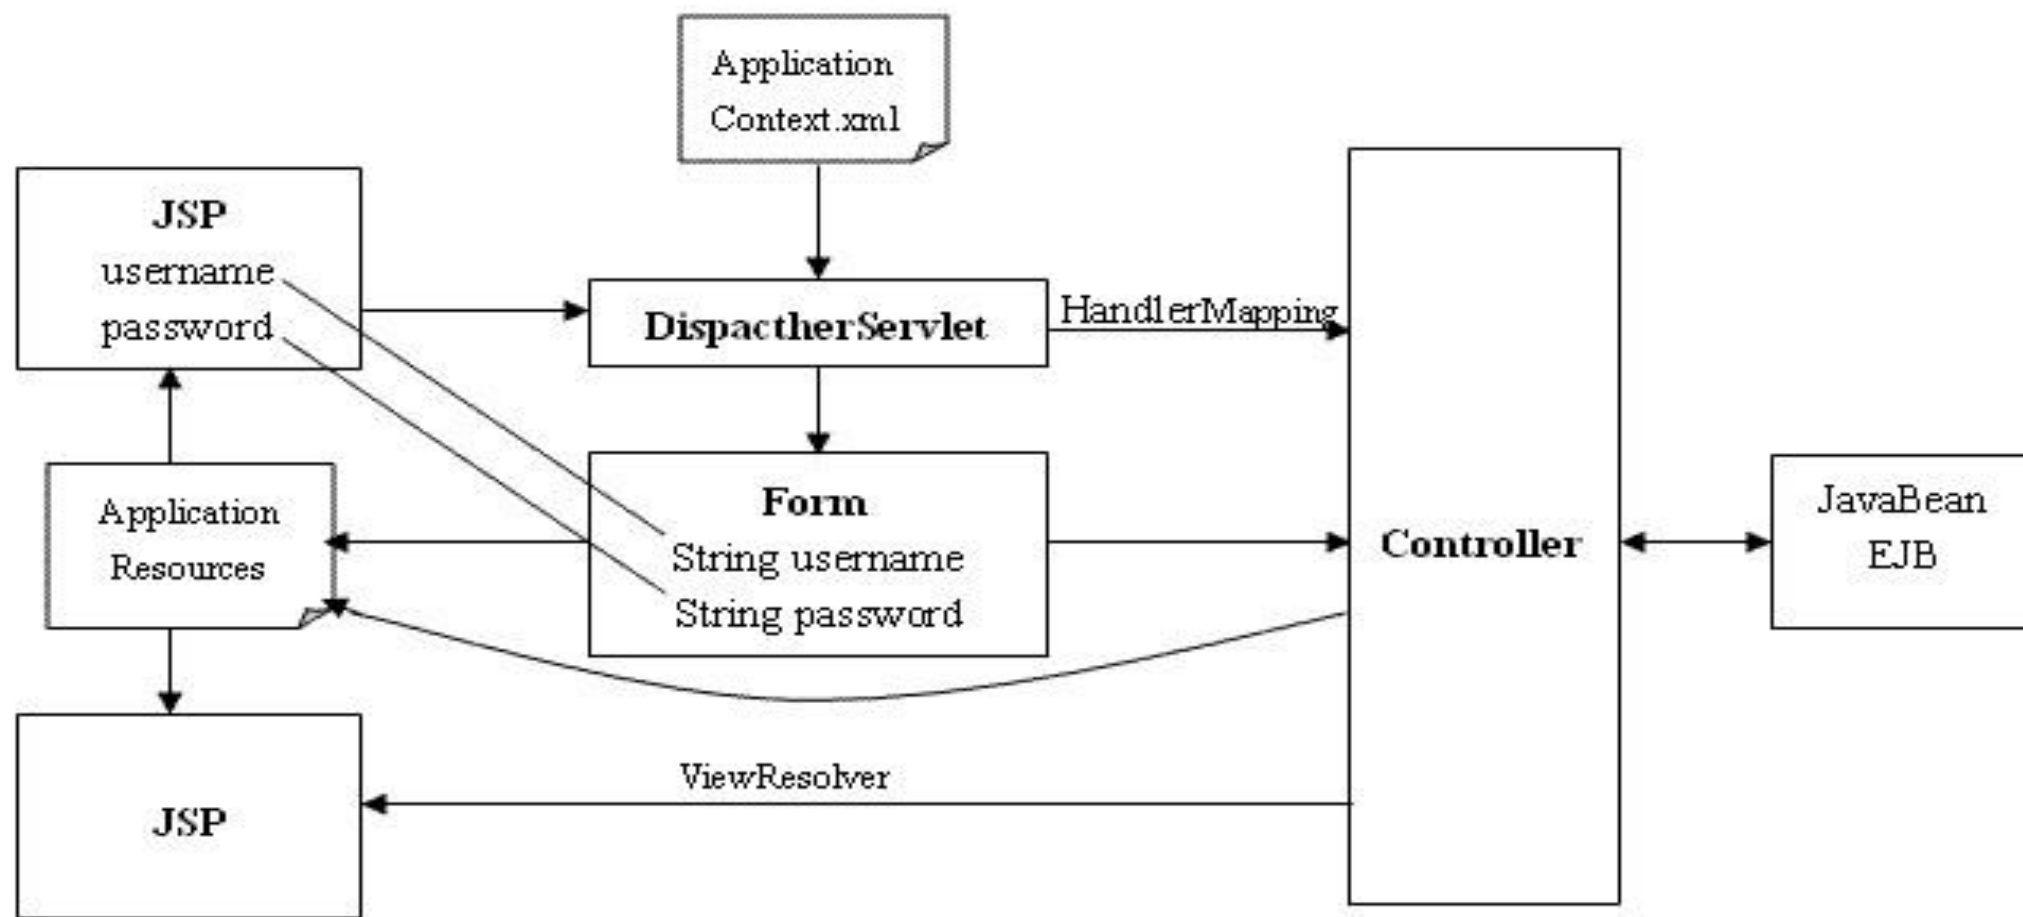 Application
Context.xml
JSP
username
password
DispactherServlet
HandlerMapping
Application
Resources
Form
String username
String password
Controller
JavaBean
EJB
ViewResolver
JSP